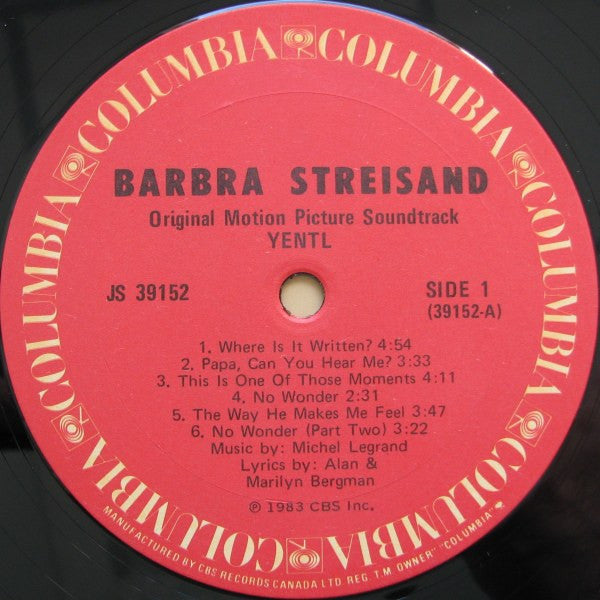 COLUMBIA COLUMBIA COLUMBIA COLUMBIA COLUMBIA COLUMBIA
BARBRA STREISAND
Original Motion Picture Soundtrack
YENTL
JS 39152
SIDE 1
(39152-A)
1. Where Is It Written? 4:54
2. Papa, Can You Hear Me? 3:33
3. This Is One Of Those Moments 4:11
4. No Wonder 2:31
5. The Way He Makes Me Feel 3:47
6. No Wonder (Part Two) 3:22
Music by: Michel Legrand
Lyrics by: Alan &
Marilyn Bergman
℗ 1983 CBS Inc.
MANUFACTURED BY CBS RECORDS CANADA LTD REG. T.M. OWNER "COLUMBIA"